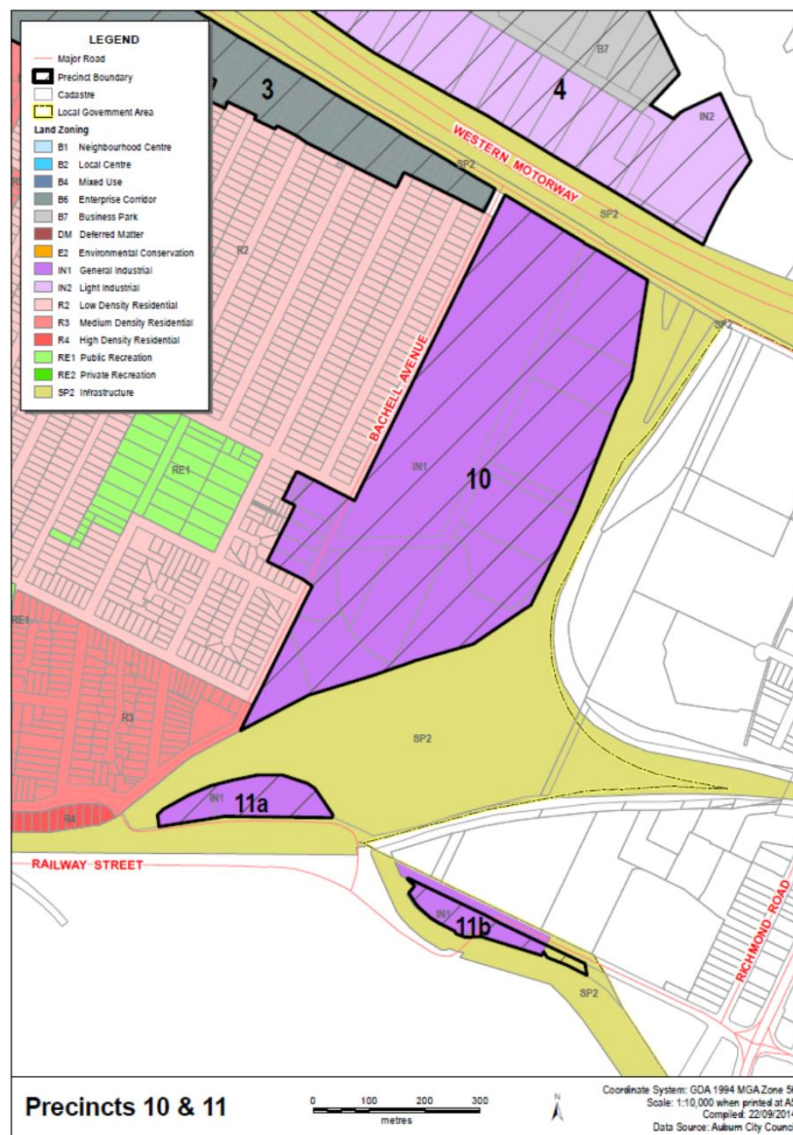 LEGEND
Major Road
Precinct Boundary
Cadastre
Local Government Area
Land Zoning
B1 Neighbourhood Centre
B2 Local Centre
B4 Mixed Use
B6 Enterprise Corridor
B7 Business Park
DM Deferred Matter
E2 Environmental Conservation
IN1 General Industrial
IN2 Light Industrial
R2 Low Density Residential
R3 Medium Density Residential
R4 High Density Residential
RE1 Public Recreation
RE2 Private Recreation
SP2 Infrastructure
3
B7
4
IN2
WESTERN MOTORWAY
SP2
SP2
R2
SP2
BACHELL AVENUE
RE1
IN1
10
RE1
R3
SP2
IN1
11a
R4
RAILWAY STREET
IN1
11b
RICHMOND ROAD
SP2
Precincts 10 & 11
0 100 200 300
metres
N
Coordinate System: GDA 1994 MGA Zone 56
Scale: 1:10,000 when printed at A
Compiled: 22/09/2014
Data Source: Auburn City Counc